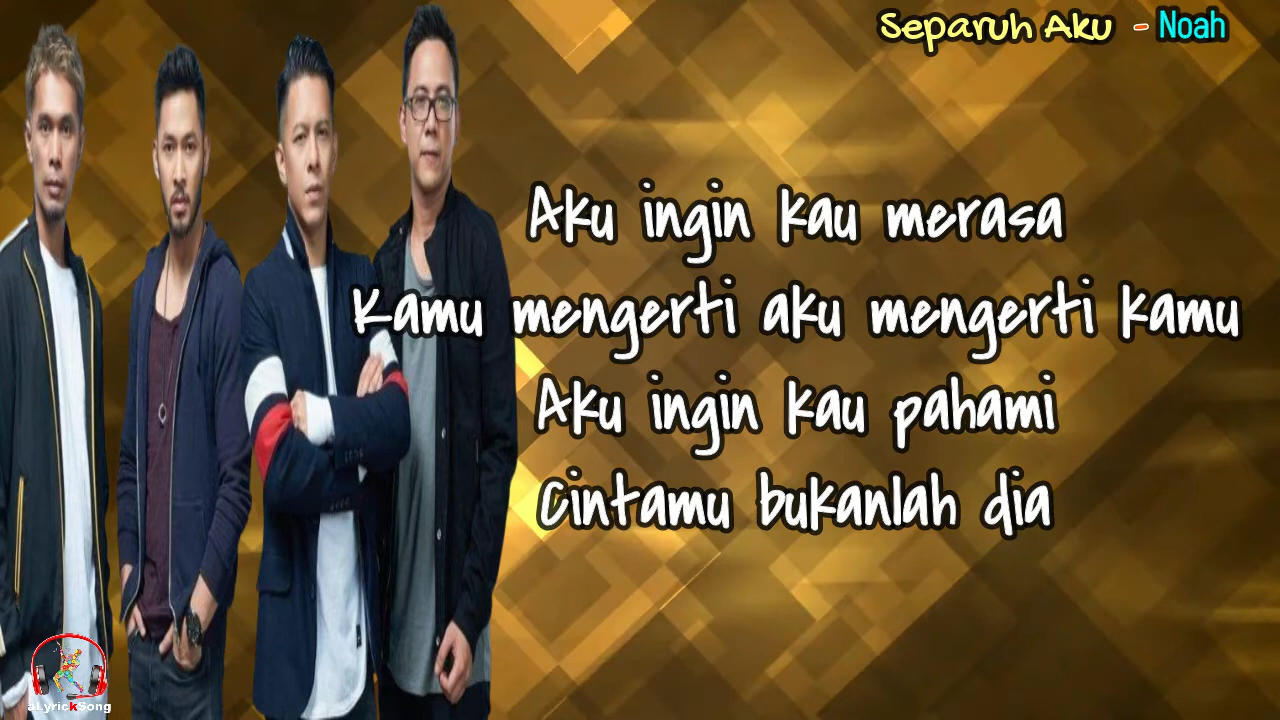 Separuh Aku - Noah
Aku ingin kau merasa
Kamu mengerti aku mengerti kamu
Aku ingin kau pahami
Cintamu bukanlah dia
aLyrickSong